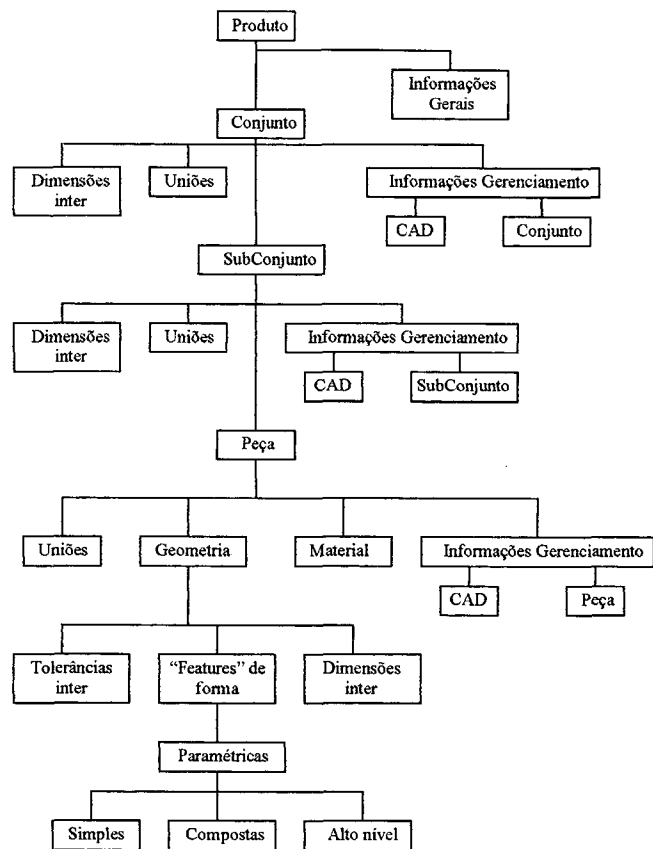 Produto
Informações
Gerais
Conjunto
Dimensões
inter
Uniões
Informações Gerenciamento
CAD
Conjunto
SubConjunto
Dimensões
inter
Uniões
Informações Gerenciamento
CAD
SubConjunto
Peça
Uniões
Geometria
Material
Informações Gerenciamento
CAD
Peça
Tolerâncias
inter
“Features” de
forma
Dimensões
inter
Paramétricas
Simples
Compostas
Alto nível